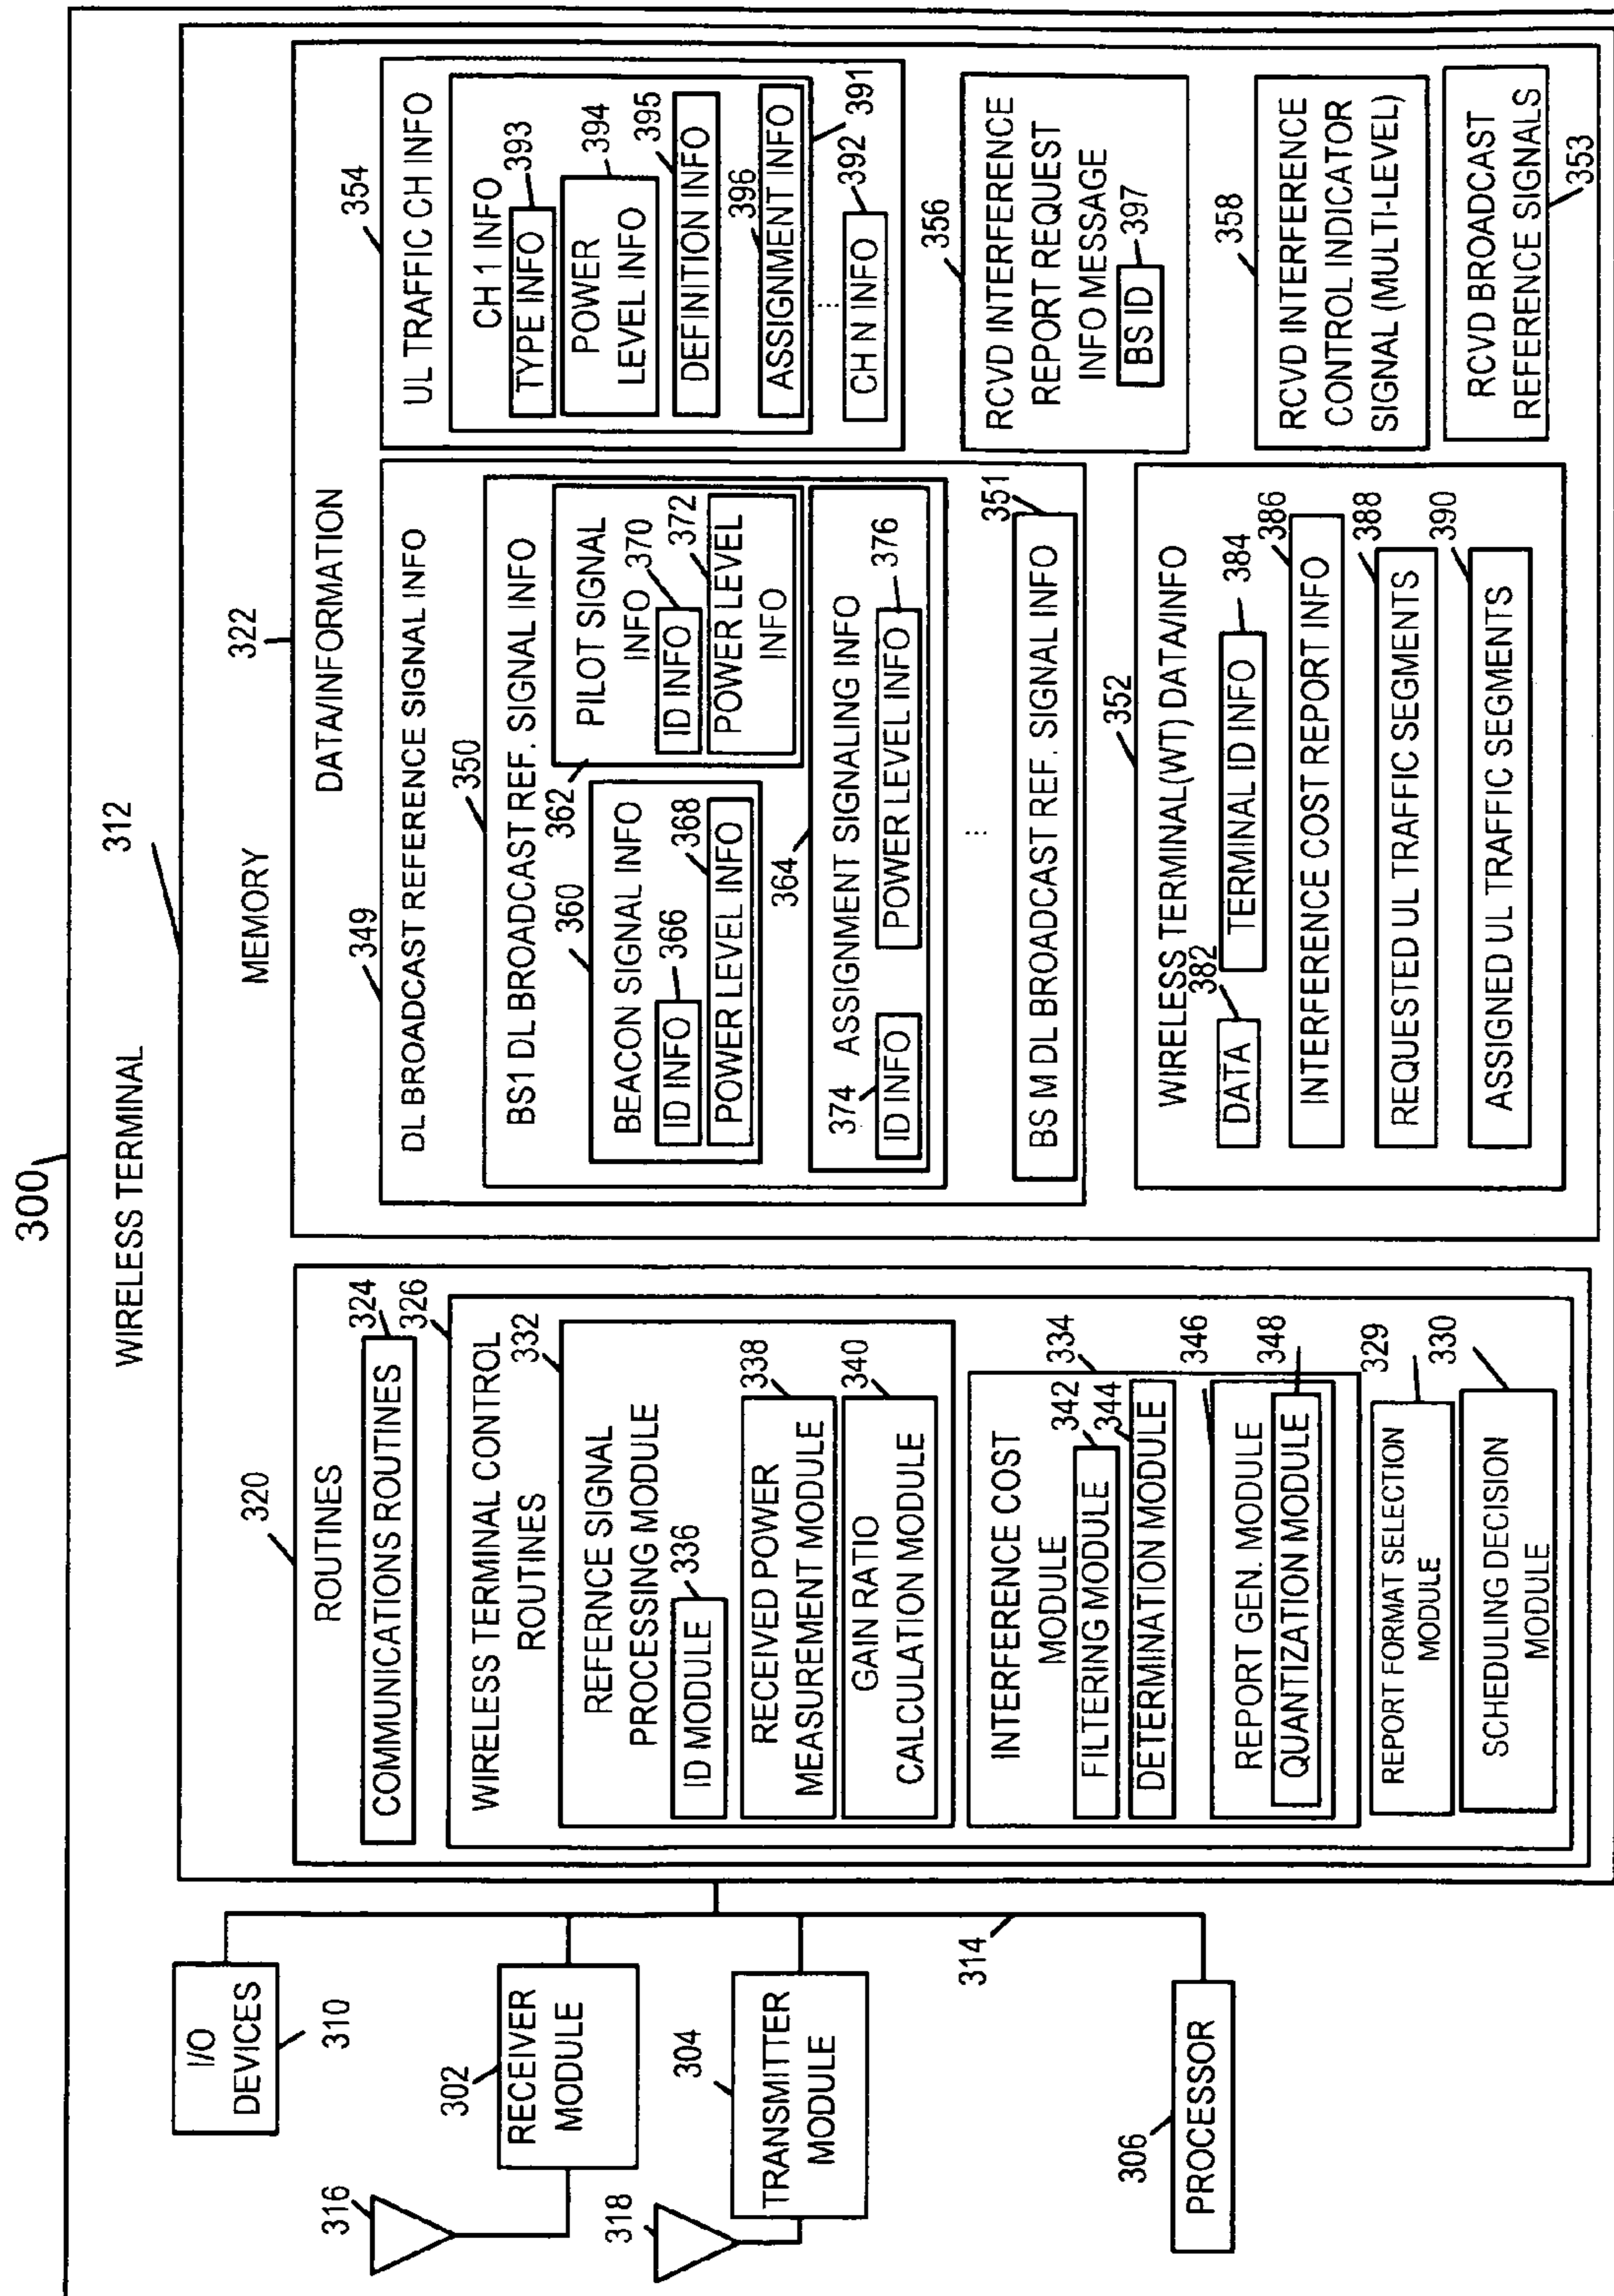 300
WIRELESS TERMINAL
312
MEMORY
I/O
DEVICES
310
316
302
RECEIVER
MODULE
318
304
TRANSMITTER
MODULE
314
306
PROCESSOR
320
ROUTINES
324
COMMUNICATIONS ROUTINES
326
WIRELESS TERMINAL CONTROL
ROUTINES
332
REFERNCE SIGNAL
PROCESSING MODULE
336
ID MODULE
338
RECEIVED POWER
MEASUREMENT MODULE
340
GAIN RATIO
CALCULATION MODULE
334
INTERFERENCE COST
MODULE
342
FILTERING MODULE
344
DETERMINATION MODULE
346
REPORT GEN. MODULE
348
QUANTIZATION MODULE
329
REPORT FORMAT SELECTION
MODULE
330
SCHEDULING DECISION
MODULE
322
DATA/INFORMATION
349
DL BROADCAST REFERENCE SIGNAL INFO
350
BS1 DL BROADCAST REF. SIGNAL INFO
360
BEACON SIGNAL INFO
366
ID INFO
368
POWER LEVEL INFO
362
PILOT SIGNAL
INFO
370
ID INFO
372
POWER LEVEL
INFO
364
374
ASSIGNMENT SIGNALING INFO
376
ID INFO
POWER LEVEL INFO
...
351
BS M DL BROADCAST REF. SIGNAL INFO
352
WIRELESS TERMINAL(WT) DATA/INFO
382
DATA
384
TERMINAL ID INFO
386
INTERFERENCE COST REPORT INFO
388
REQUESTED UL TRAFFIC SEGMENTS
390
ASSIGNED UL TRAFFIC SEGMENTS
354
UL TRAFFIC CH INFO
CH 1 INFO
393
TYPE INFO
394
POWER
LEVEL INFO
395
DEFINITION INFO
396
ASSIGNMENT INFO
391
...
392
CH N INFO
356
RCVD INTERFERENCE
REPORT REQUEST
INFO MESSAGE
397
BS ID
358
RCVD INTERFERENCE
CONTROL INDICATOR
SIGNAL (MULTI-LEVEL)
RCVD BROADCAST
REFERENCE SIGNALS
353